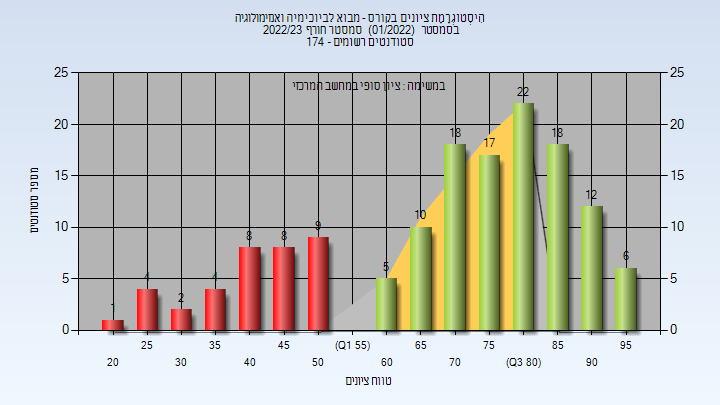 היסטוגרמת ציונים בקורס - מבוא לביוכימיה ואנזימולוגיה
בסמסטר (01/2022) סמסטר חורף 2022/23
סטודנטים רשומים - 174
במשימה : ציון סופי במחשב המרכזי
25 25
20 20
15 15
10 10
5 5
0 0
מספר סטודנטים
1 4 2 4 8 8 9 5 10 18 17 22 18 12 6
25 35 45 (Q1 55) 65 75 85 95
20 30 40 50 60 70 (Q3 80) 90
טווח ציונים